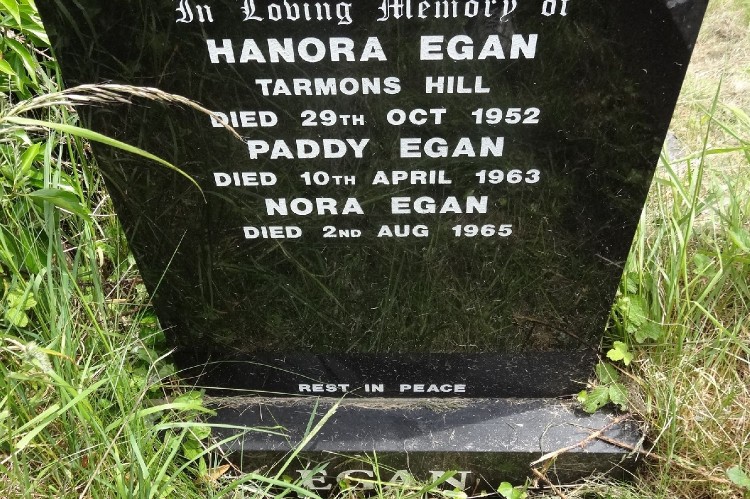 In Loving Memory of
HANORA EGAN
TARMONS HILL
DIED 29TH OCT 1952
PADDY EGAN
DIED 10TH APRIL 1963
NORA EGAN
DIED 2ND AUG 1965
REST IN PEACE
EGAN